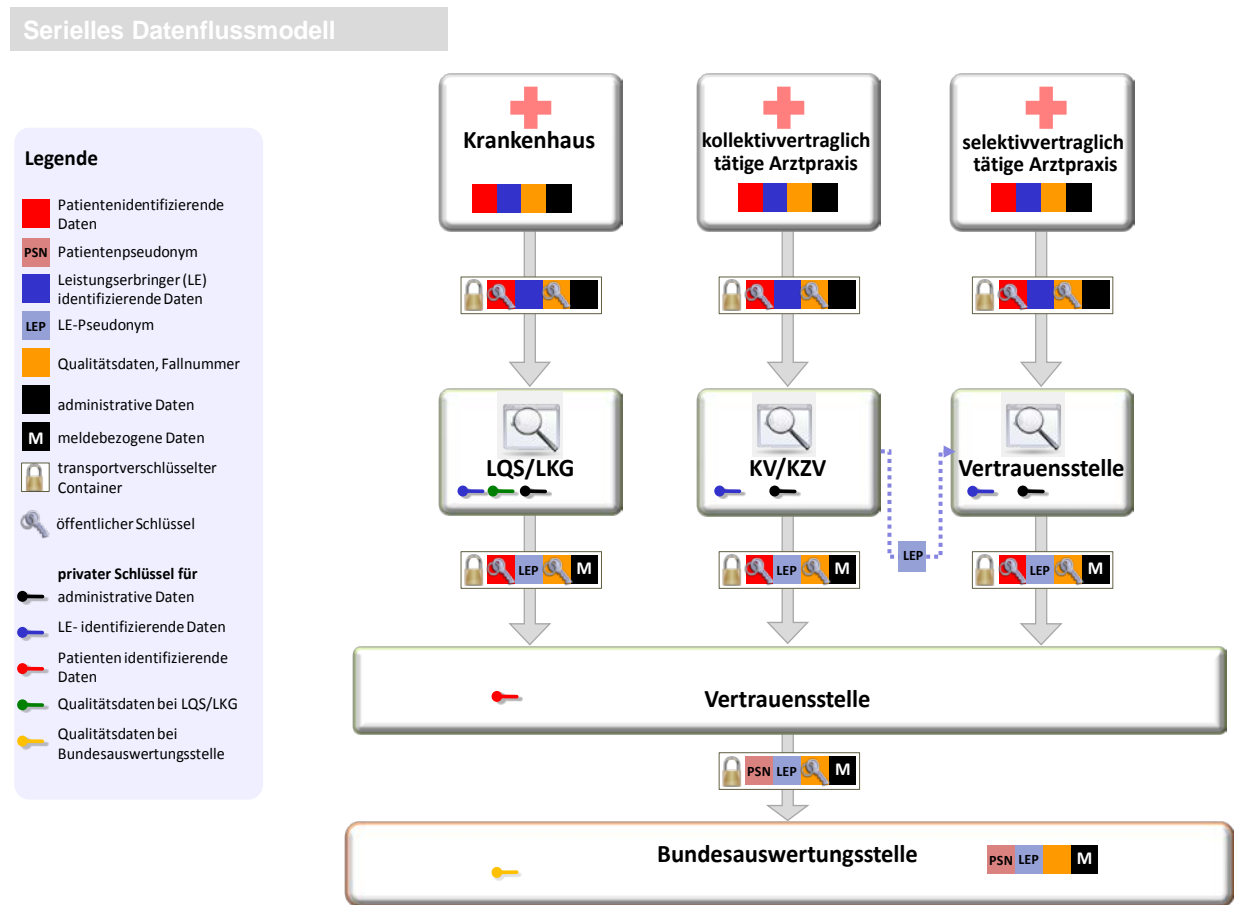 Serielles Datenflussmodell
Legende
Patientenidentifizierende
Daten
PSN Patientenpseudonym
Leistungserbringer (LE)
identifizierende Daten
LEP LE-Pseudonym
Qualitätsdaten, Fallnummer
administrative Daten
M meldebezogene Daten
transportverschlüsselter
Container
öffentlicher Schlüssel
privater Schlüssel für
administrative Daten
LE- identifizierende Daten
Patienten identifizierende
Daten
Qualitätsdaten bei LQS/LKG
Qualitätsdaten bei
Bundesauswertungsstelle
Krankenhaus
kollektivvertraglich
tätige Arztpraxis
selektivvertraglich
tätige Arztpraxis
LQS/LKG
KV/KZV
Vertrauensstelle
LEP
LEP M
LEP M
LEP M
Vertrauensstelle
PSN LEP M
Bundesauswertungsstelle
PSN LEP M